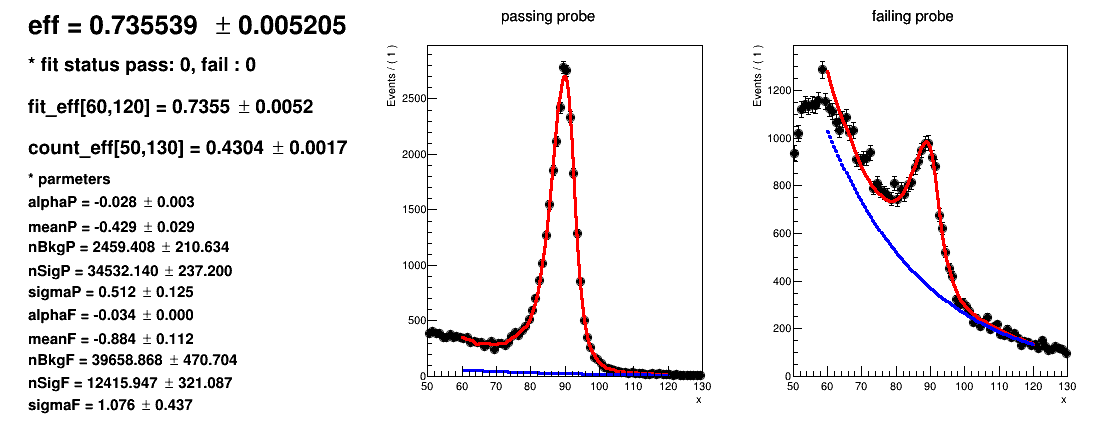 eff = 0.735539 ± 0.005205
* fit status pass: 0, fail : 0
fit_eff[60,120] = 0.7355 ± 0.0052
count_eff[50,130] = 0.4304 ± 0.0017
* parmeters
alphaP = -0.028 ± 0.003
meanP = -0.429 ± 0.029
nBkgP = 2459.408 ± 210.634
nSigP = 34532.140 ± 237.200
sigmaP = 0.512 ± 0.125
alphaF = -0.034 ± 0.000
meanF = -0.884 ± 0.112
nBkgF = 39658.868 ± 470.704
nSigF = 12415.947 ± 321.087
sigmaF = 1.076 ± 0.437
passing probe
Events / ( 1 )
2500
2000
1500
1000
500
0
50 60 70 80 90 100 110 120 130
x
failing probe
Events / ( 1 )
1200
1000
800
600
400
200
0
50 60 70 80 90 100 110 120 130
x